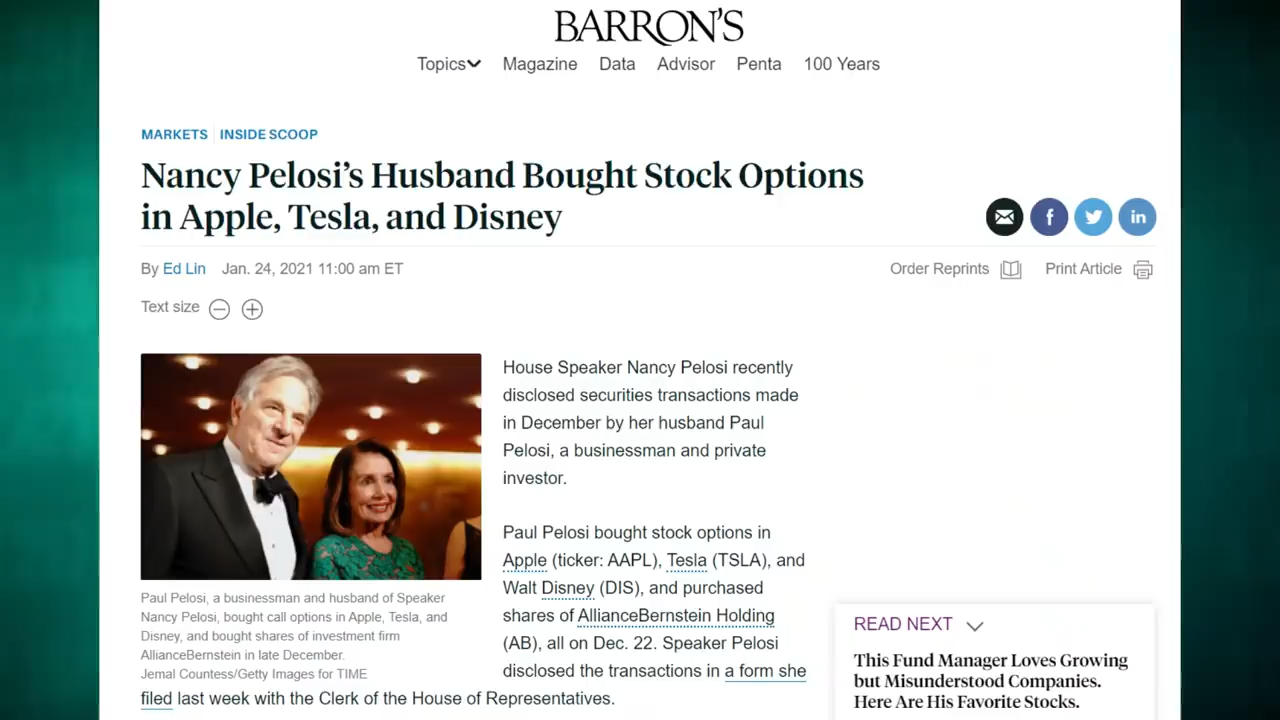 BARRON'S
Topics Magazine Data Advisor Penta 100 Years
MARKETS INSIDE SCOOP
Nancy Pelosi’s Husband Bought Stock Options
in Apple, Tesla, and Disney
By Ed Lin Jan. 24, 2021 11:00 am ET
Order Reprints Print Article
Text size
House Speaker Nancy Pelosi recently
disclosed securities transactions made
in December by her husband Paul
Pelosi, a businessman and private
investor.
Paul Pelosi bought stock options in
Apple (ticker: AAPL), Tesla (TSLA), and
Walt Disney (DIS), and purchased
shares of AllianceBernstein Holding
(AB), all on Dec. 22. Speaker Pelosi
disclosed the transactions in a form she
filed last week with the Clerk of the House of Representatives.
Paul Pelosi, a businessman and husband of Speaker
Nancy Pelosi, bought call options in Apple, Tesla, and
Disney, and bought shares of investment firm
AllianceBernstein in late December.
Jemal Countess/Getty Images for TIME
READ NEXT
This Fund Manager Loves Growing
but Misunderstood Companies.
Here Are His Favorite Stocks.